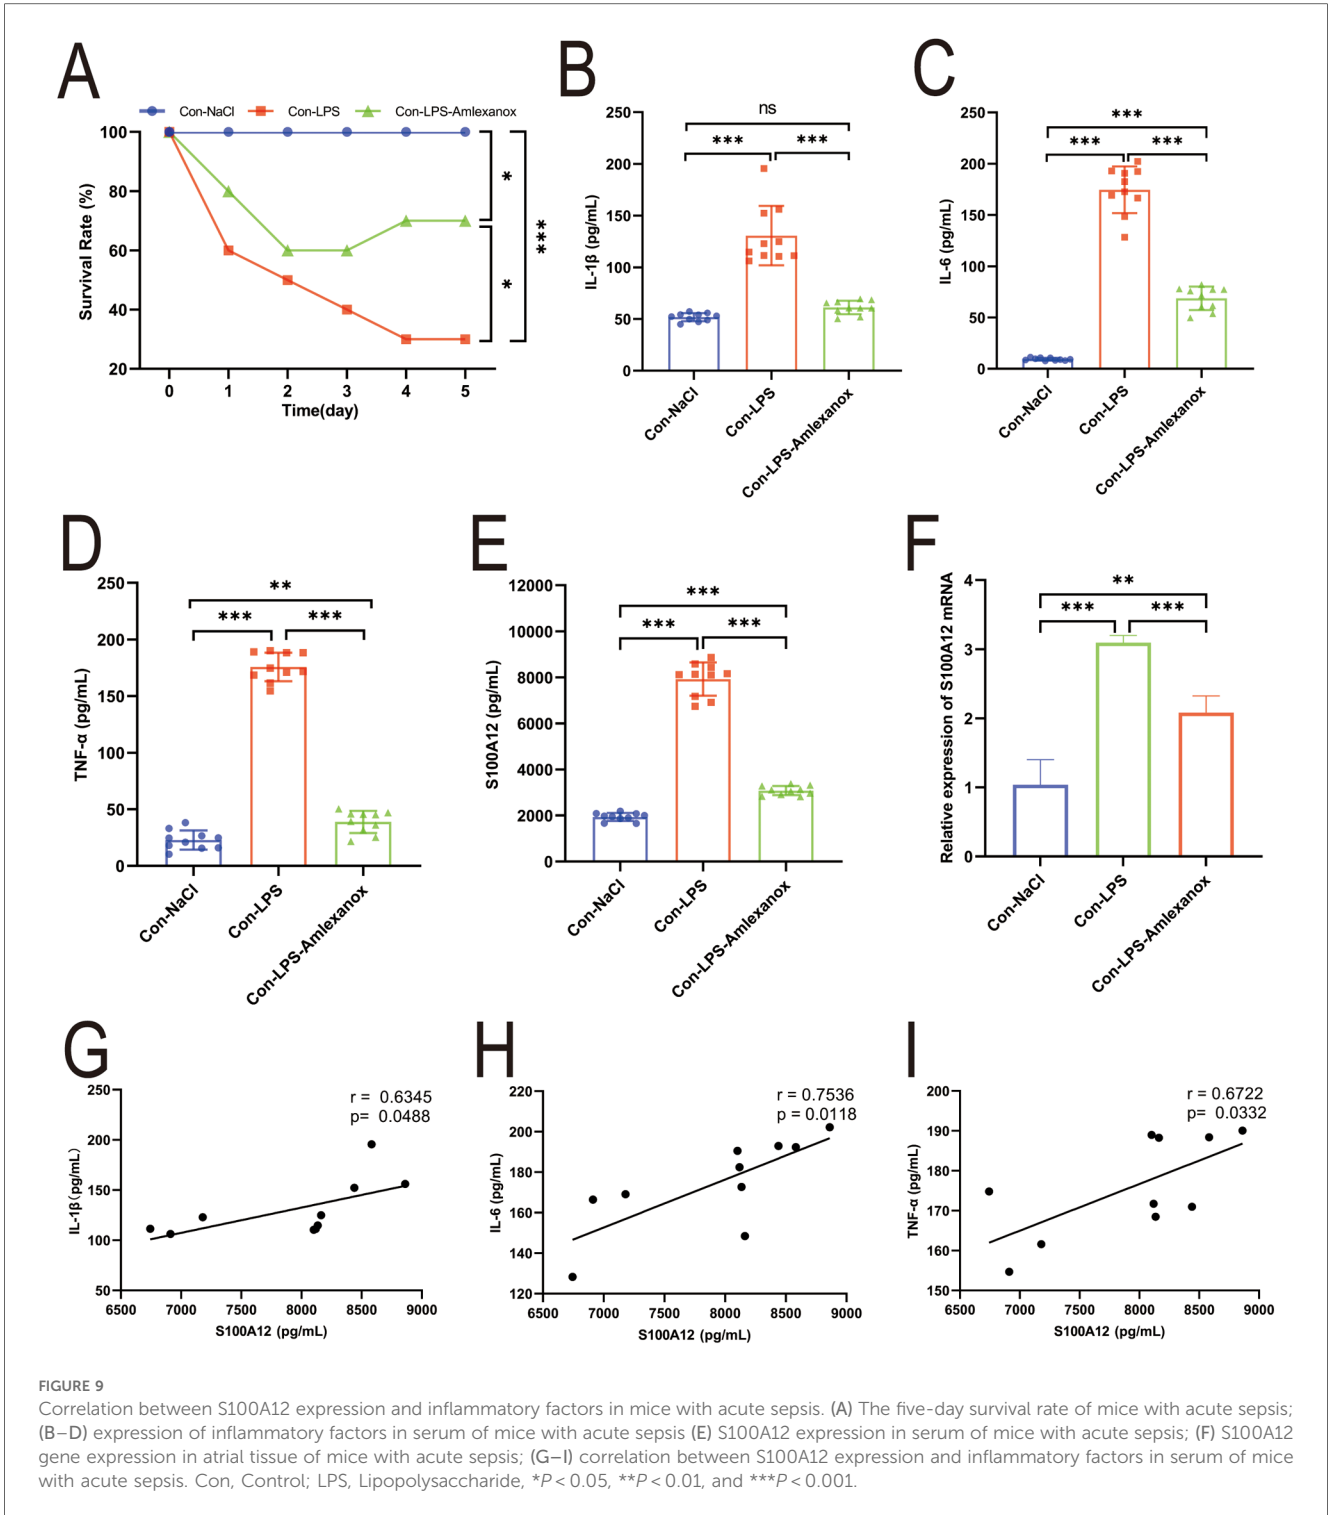 A
Con-NaCl
Con-LPS
Con-LPS-Amlexanox
Survival Rate (%)
100
80
60
40
20
0 1 2 3 4 5
Time(day)
*
*
***
B
IL-1β (pg/mL)
250
200
150
100
50
0
ns
*** ***
Con-NaCl
Con-LPS
Con-LPS-Amlexanox
C
IL-6 (pg/mL)
250
200
150
100
50
0
***
*** ***
Con-NaCl
Con-LPS
Con-LPS-Amlexanox
D
TNF-α (pg/mL)
250
200
150
100
50
0
**
*** ***
Con-NaCl
Con-LPS
Con-LPS-Amlexanox
E
S100A12 (pg/mL)
12000
10000
8000
6000
4000
2000
0
***
*** ***
Con-NaCl
Con-LPS
Con-LPS-Amlexanox
F
Relative expression of S100A12 mRNA
4
3
2
1
0
**
*** ***
Con-NaCl
Con-LPS
Con-LPS-Amlexanox
G
IL-1β(pg/mL)
250
200
150
100
50
r = 0.6345
p= 0.0488
6500 7000 7500 8000 8500 9000
S100A12 (pg/mL)
H
IL-6 (pg/mL)
220
200
180
160
140
120
r = 0.7536
p = 0.0118
6500 7000 7500 8000 8500 9000
S100A12 (pg/mL)
I
TNF-α (pg/mL)
200
190
180
170
160
150
r = 0.6722
p= 0.0332
6500 7000 7500 8000 8500 9000
S100A12 (pg/mL)
FIGURE 9
Correlation between S100A12 expression and inflammatory factors in mice with acute sepsis. (A) The five-day survival rate of mice with acute sepsis;
(B–D) expression of inflammatory factors in serum of mice with acute sepsis (E) S100A12 expression in serum of mice with acute sepsis; (F) S100A12
gene expression in atrial tissue of mice with acute sepsis; (G–I) correlation between S100A12 expression and inflammatory factors in serum of mice
with acute sepsis. Con, Control; LPS, Lipopolysaccharide, *P < 0.05, **P < 0.01, and ***P < 0.001.